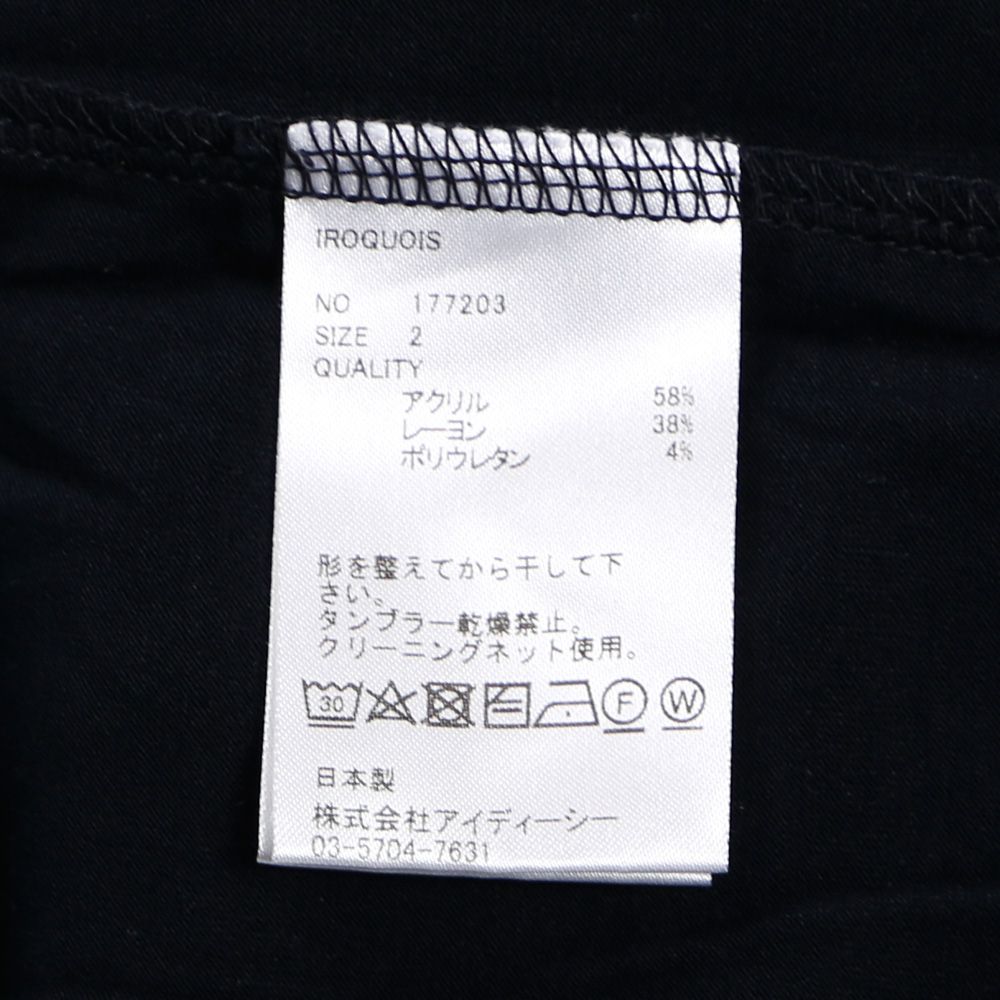 IROQUOIS
NO 177203
SIZE 2
QUALITY
アクリル 58%
レーヨン 38%
ポリウレタン 4%
形を整えてから干して下
さい。
タンブラー乾燥禁止。
クリーニングネット使用。
30 F W
日本製
株式会社アイディーシー
03-5704-7631